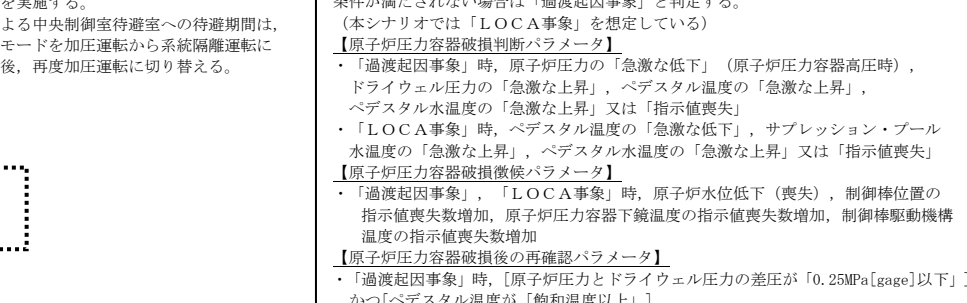 を実施する。
よる中央制御室待避室への待避期間は，
モードを加圧運転から系統隔離運転に
後，再度加圧運転に切り替える。
条件が満たされない場合は「過渡起因事象」と判定する。
（本シナリオでは「ＬＯＣＡ事象」を想定している）
【原子炉圧力容器破損判断パラメータ】
・「過渡起因事象」時，原子炉圧力の「急激な低下」（原子炉圧力容器高圧時），
ドライウェル圧力の「急激な上昇」，ペデスタル温度の「急激な上昇」，
ペデスタル水温度の「急激な上昇」又は「指示値喪失」
・「ＬＯＣＡ事象」時，ペデスタル温度の「急激な低下」，サプレッション・プール
水温度の「急激な上昇」，ペデスタル水温度の「急激な上昇」又は「指示値喪失」
【原子炉圧力容器破損徴候パラメータ】
・「過渡起因事象」，「ＬＯＣＡ事象」時，原子炉水位低下（喪失），制御棒位置の
指示値喪失数増加，原子炉圧力容器下鏡温度の指示値喪失数増加，制御棒駆動機構
温度の指示値喪失数増加
【原子炉圧力容器破損後の再確認パラメータ】
・「過渡起因事象」時，[原子炉圧力とドライウェル圧力の差圧が「0.25MPa[gage]以下」]
かつ[ペデスタル温度が「飽和温度以上」]